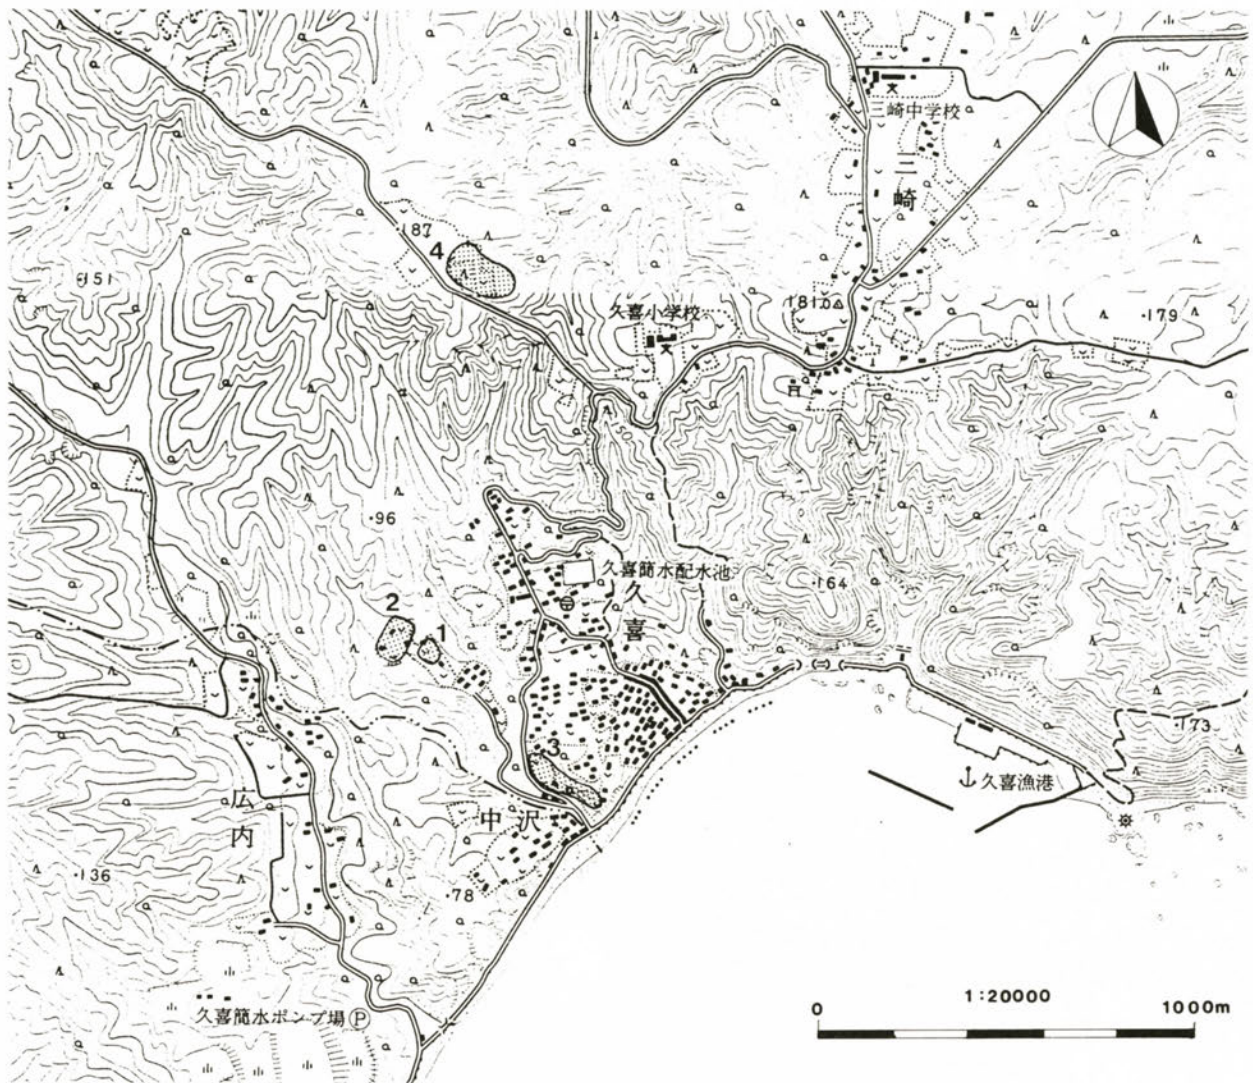 三崎中学校
三崎
187
4
・151
久喜小学校
181.0
・179
150
・96
久喜簡水配水池
・164
久喜
2
1
・173
3
久喜漁港
広内
中沢
・136
・78
1:20000
0
1000m
久喜簡水ポンプ場 P